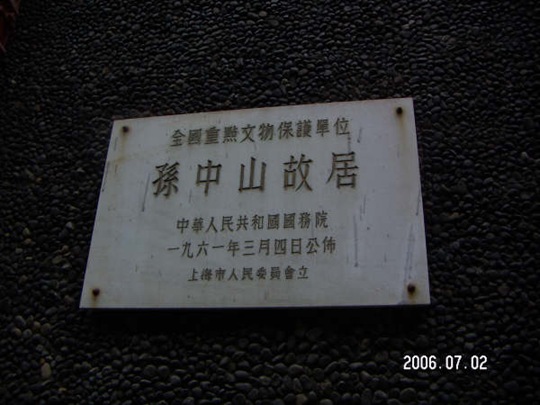 全國重點文物保護單位
孫中山故居
中華人民共和國國務院
一九六一年三月四日公佈
上海市人民委員會立
2006.07.02